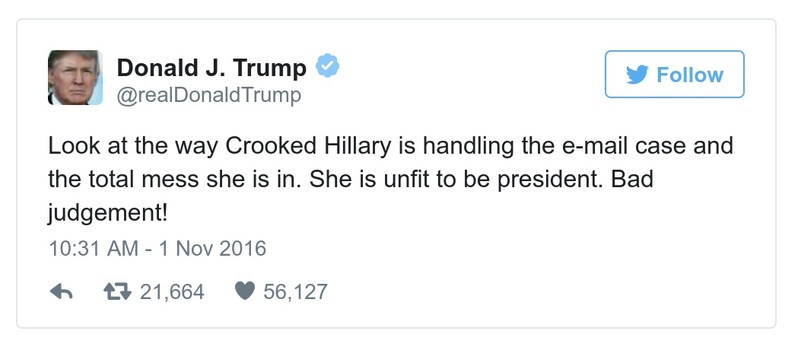 Donald J. Trump
@realDonaldTrump
Follow
Look at the way Crooked Hillary is handling the e-mail case and
the total mess she is in. She is unfit to be president. Bad
judgement!
10:31 AM - 1 Nov 2016
21,664 56,127